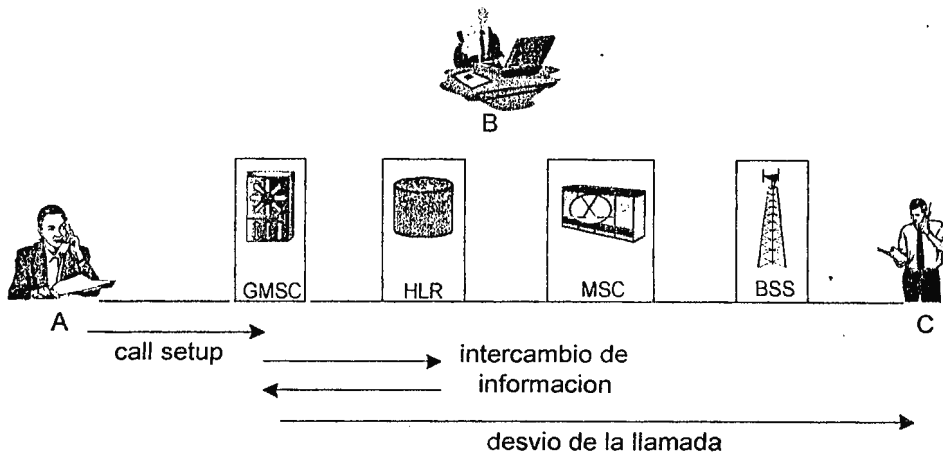 B
GMSC
HLR
MSC
BSS
A
C
call setup
intercambio de
informacion
desvio de la llamada